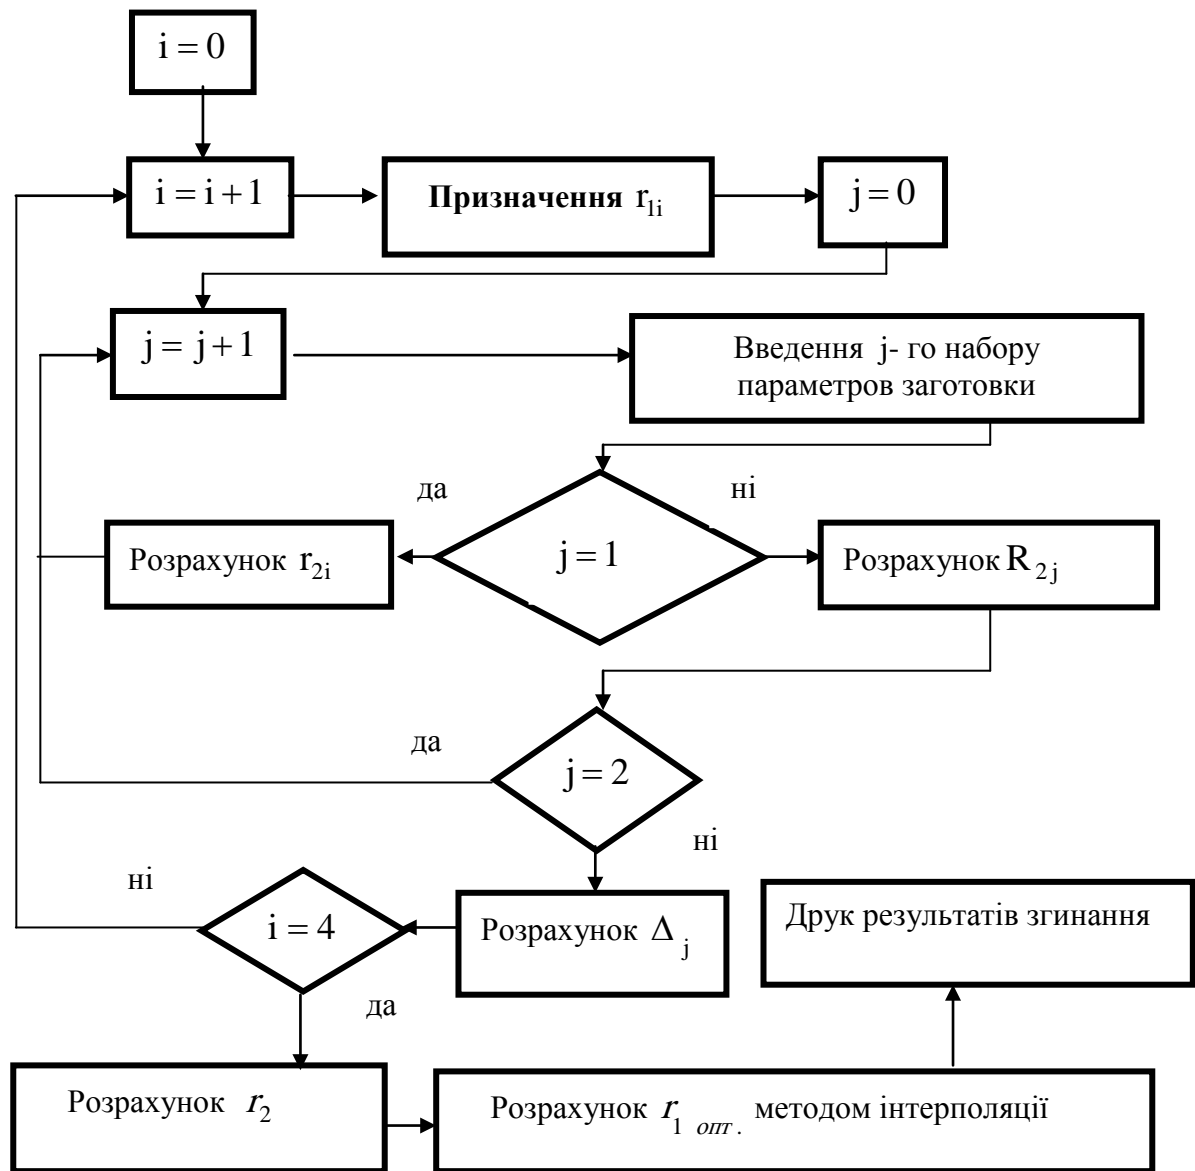 i = 0
i = i + 1
Призначення r₁ᵢ
j = 0
j = j + 1
Введення j- го набору
параметров заготовки
да
ні
Розрахунок r₂ᵢ
j = 1
Розрахунок R₂ⱼ
да
j = 2
ні
ні
i = 4
Розрахунок Δⱼ
Друк результатів згинання
да
Розрахунок r₂
Розрахунок r₁ опт. методом інтерполяції